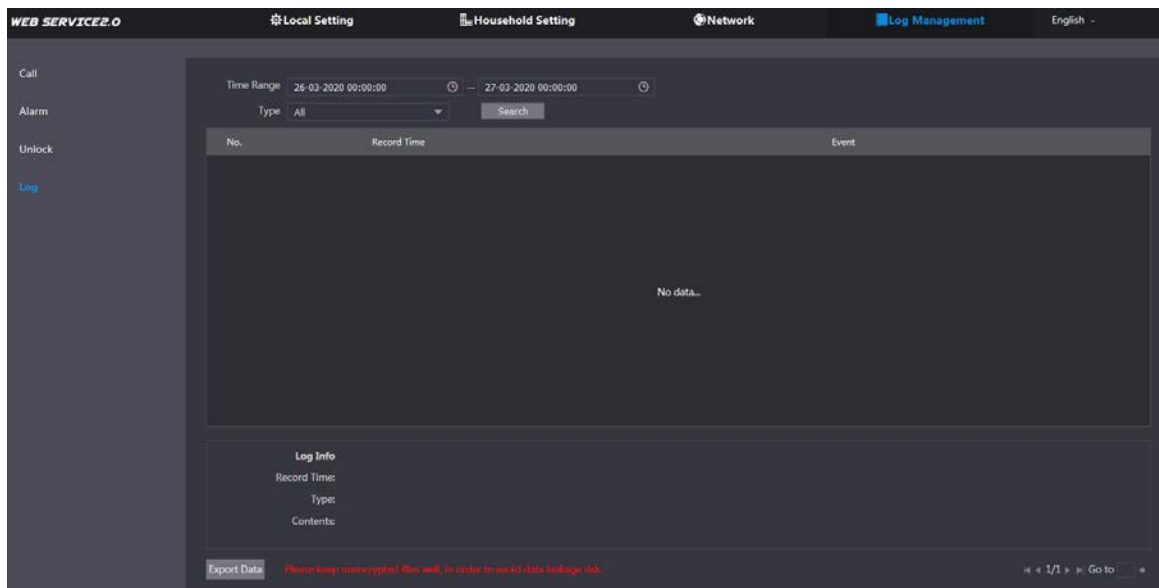 WEB SERVICE2.0 Local Setting Household Setting Network Log Management English
Call
Time Range 26-03-2020 00:00:00 -- 27-03-2020 00:00:00
Alarm
Type All Search
No. Record Time Event
Unlock
Log
No data...
Log Info
Record Time:
Type:
Contents:
Export Data Please keep unencrypted files well, in order to avoid data leakage risk. 1/1 Go to